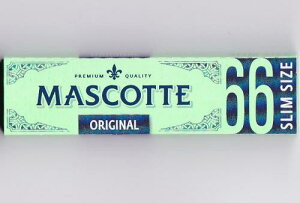 PREMIUM QUALITY
MASCOTTE
ORIGINAL
66
SLIM SIZE